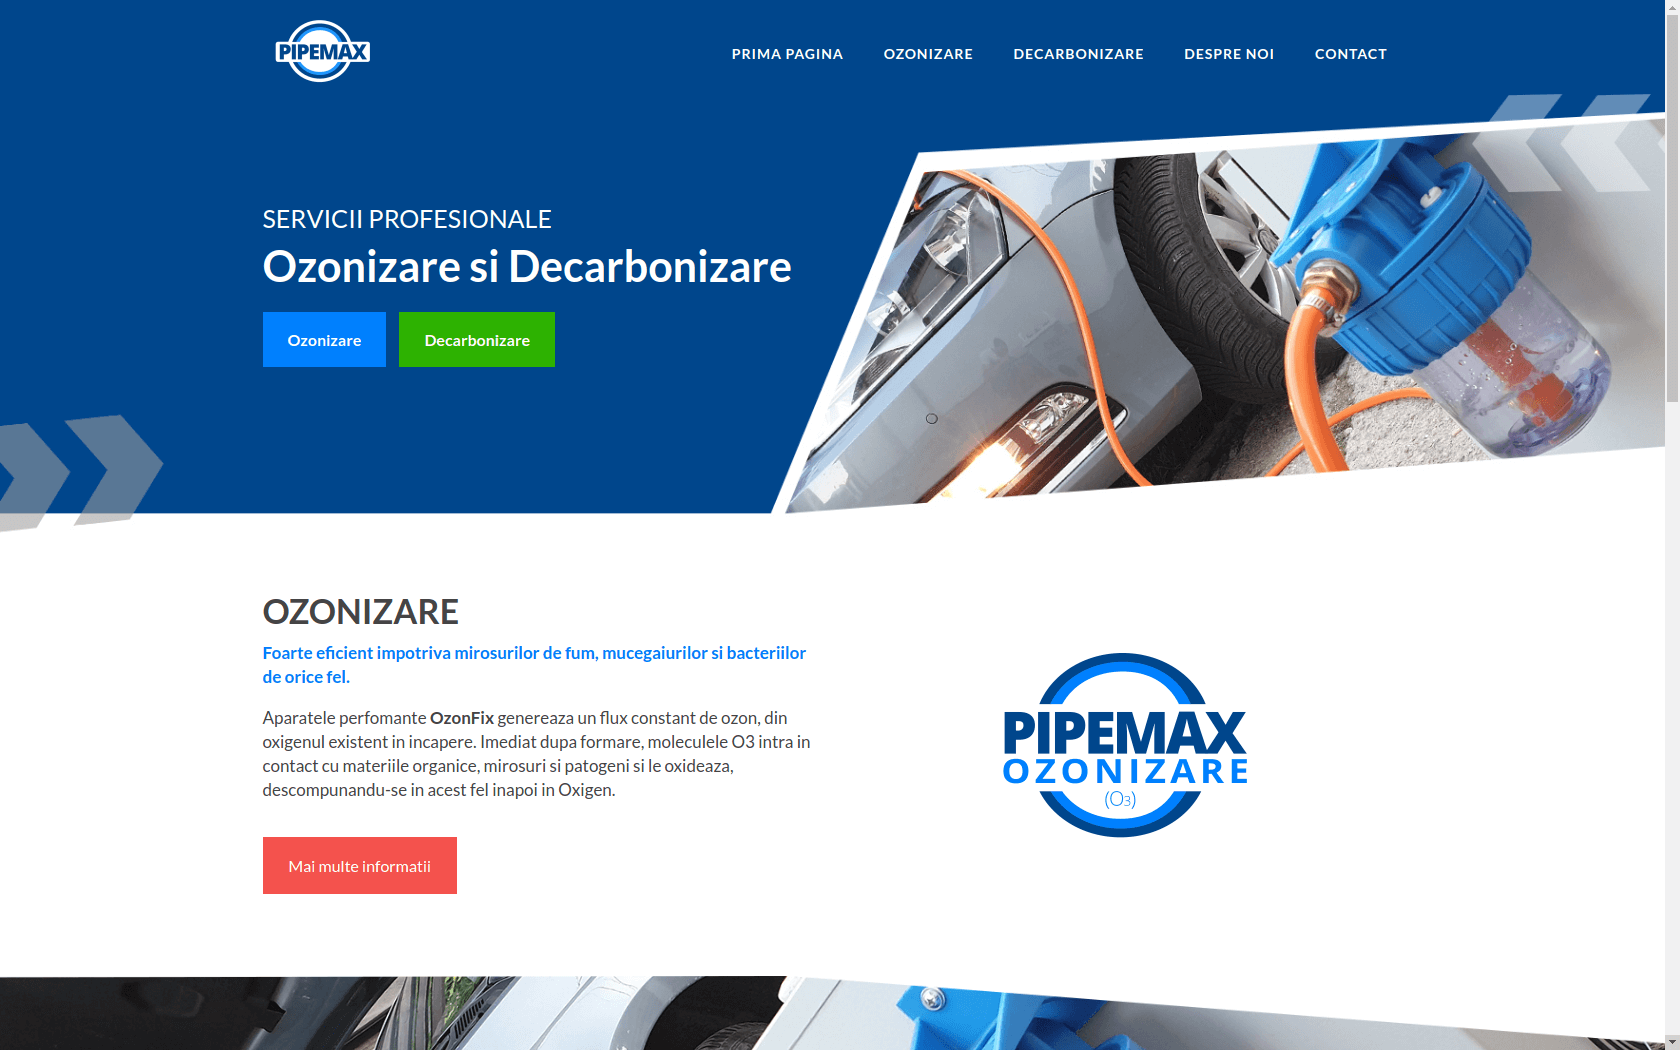 PIPEMAX
PRIMA PAGINA OZONIZARE DECARBONIZARE DESPRE NOI CONTACT
SERVICII PROFESIONALE
Ozonizare si Decarbonizare
Ozonizare Decarbonizare
OZONIZARE
Foarte eficient impotriva mirosurilor de fum, mucegaiurilor si bacteriilor
de orice fel.
Aparatele perfomante OzonFix genereaza un flux constant de ozon, din
oxigenul existent in incapere. Imediat dupa formare, moleculele O3 intra in
contact cu materiile organice, mirosuri si patogeni si le oxideaza,
descompunandu-se in acest fel inapoi in Oxigen.
Mai multe informatii
PIPEMAX
OZONIZARE
(O3)